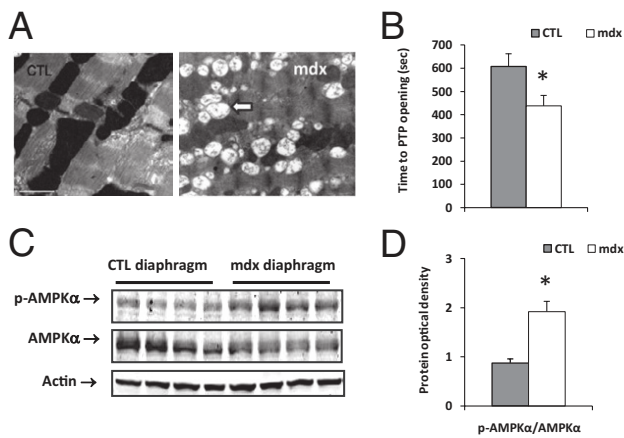 A
CTL
mdx
B
CTL mdx
Time to PTP opening (sec)
700
600
500
400
300
200
100
0
*
C
CTL diaphragm mdx diaphragm
p-AMPKα →
AMPKα →
Actin →
D
CTL mdx
Protein optical density
3
2
1
0
*
p-AMPKα/AMPKα